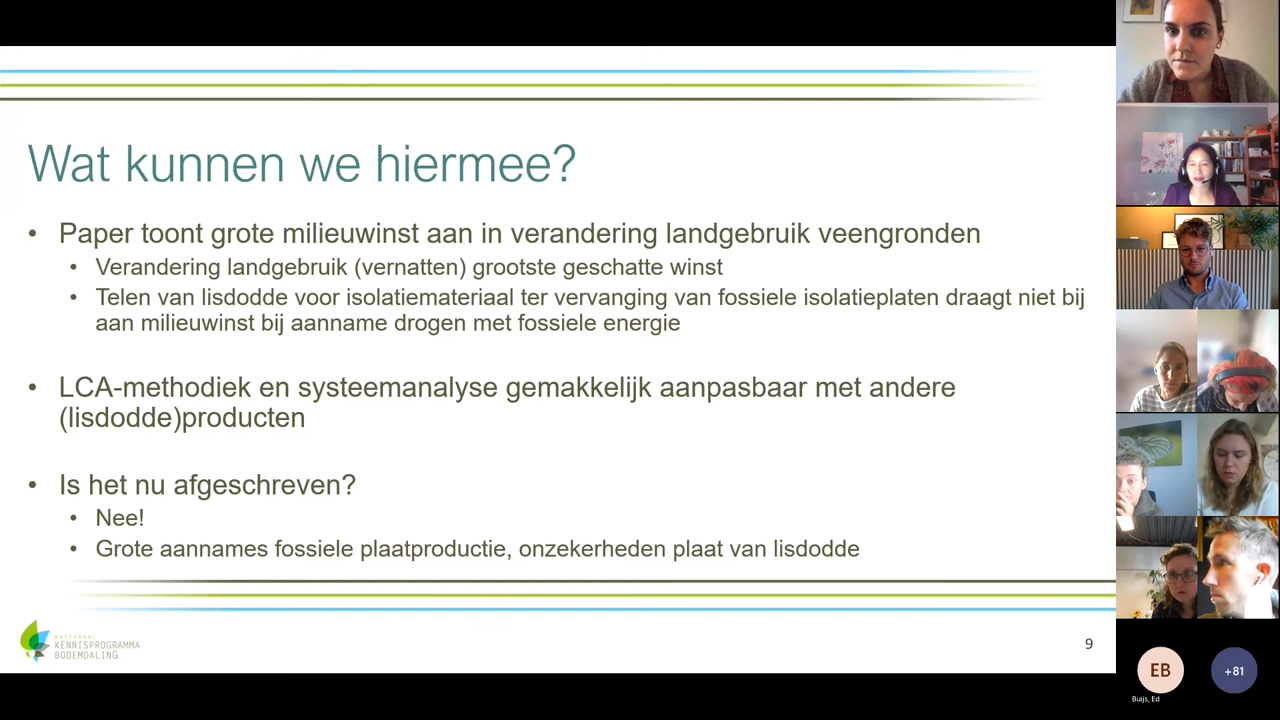 Wat kunnen we hiermee?
• Paper toont grote milieuwinst aan in verandering landgebruik veengronden
• Verandering landgebruik (vernatten) grootste geschatte winst
• Telen van lisdodde voor isolatiemateriaal ter vervanging van fossiele isolatieplaten draagt niet bij
aan milieuwinst bij aanname drogen met fossiele energie
• LCA-methodiek en systeemanalyse gemakkelijk aanpasbaar met andere
(lisdodde)producten
• Is het nu afgeschreven?
• Nee!
• Grote aannames fossiele plaatproductie, onzekerheden plaat van lisdodde
NATIONAAL
KENNISPROGRAMMA
BODEMDALING
9
EB
+81
Buijs, Ed